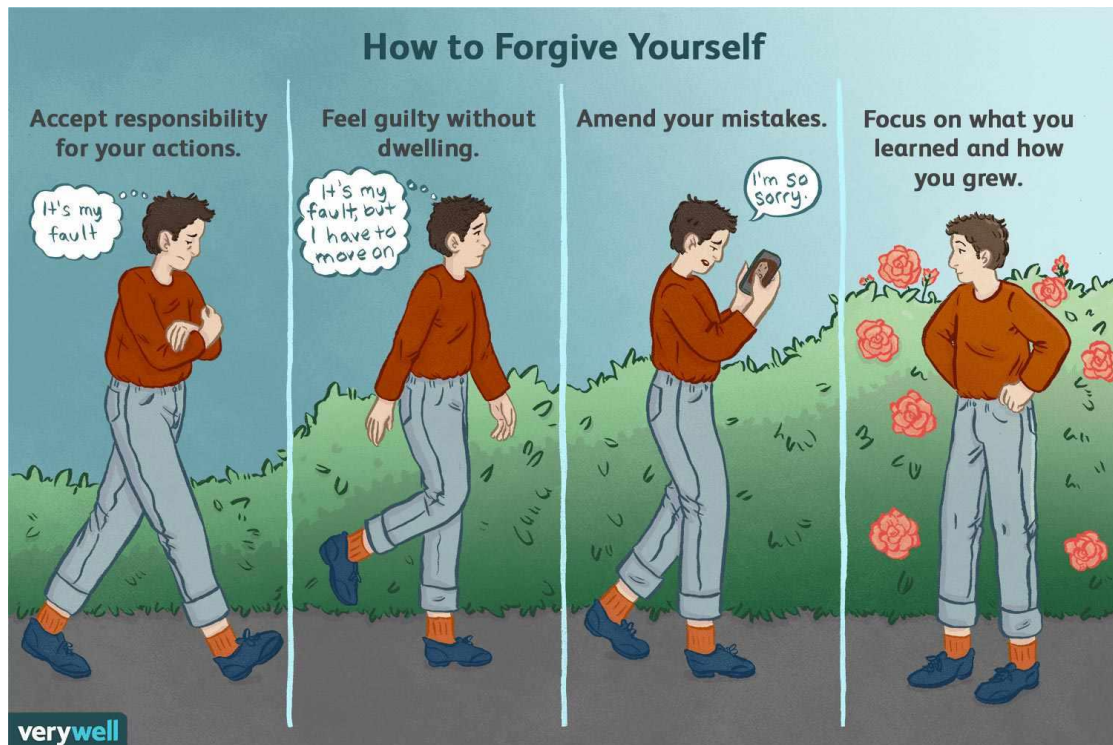 How to Forgive Yourself
Accept responsibility
for your actions.
It's my
fault
Feel guilty without
dwelling.
It's my
fault, but
I have to
move on
Amend your mistakes.
I'm so
sorry.
Focus on what you
learned and how
you grew.
verywell